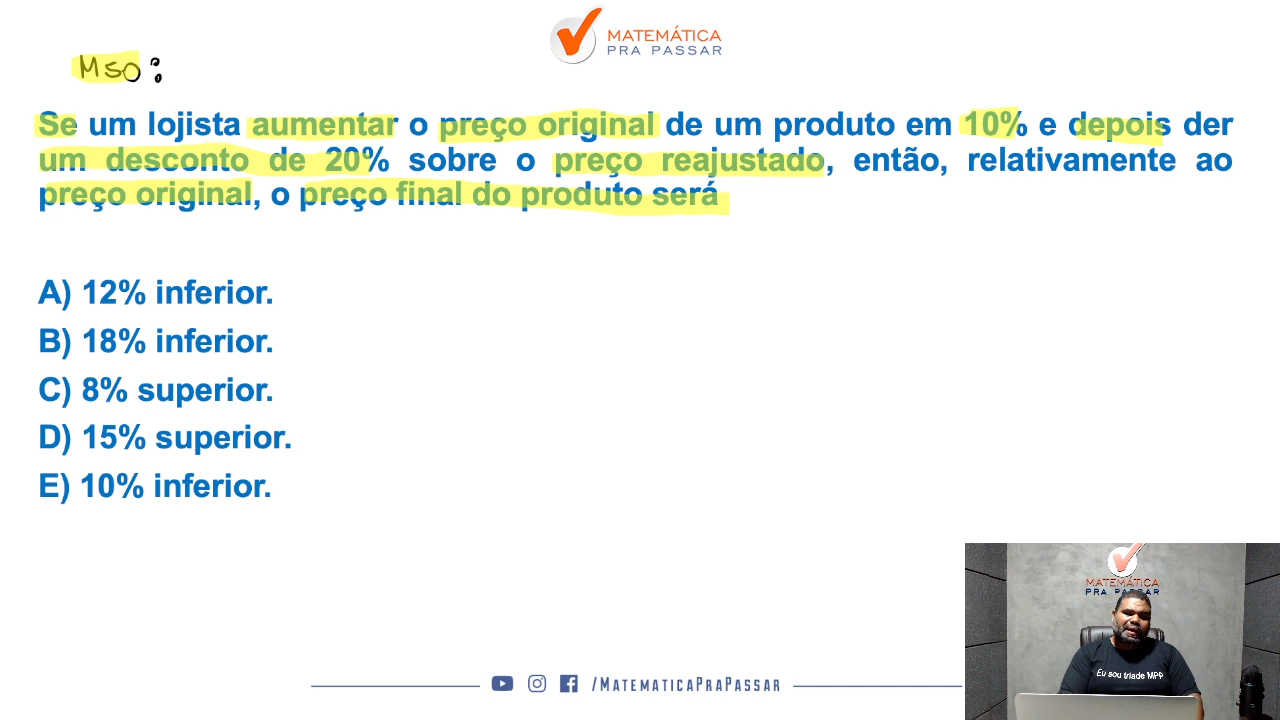 MATEMÁTICA
PRA PASSAR
MSO:
Se um lojista aumentar o preço original de um produto em 10% e depois der
um desconto de 20% sobre o preço reajustado, então, relativamente ao
preço original, o preço final do produto será
A) 12% inferior.
B) 18% inferior.
C) 8% superior.
D) 15% superior.
E) 10% inferior.
MATEMÁTICA
PRA PASSAR
Eu sou tríade MPP
/MATEMATICAPRAPASSAR